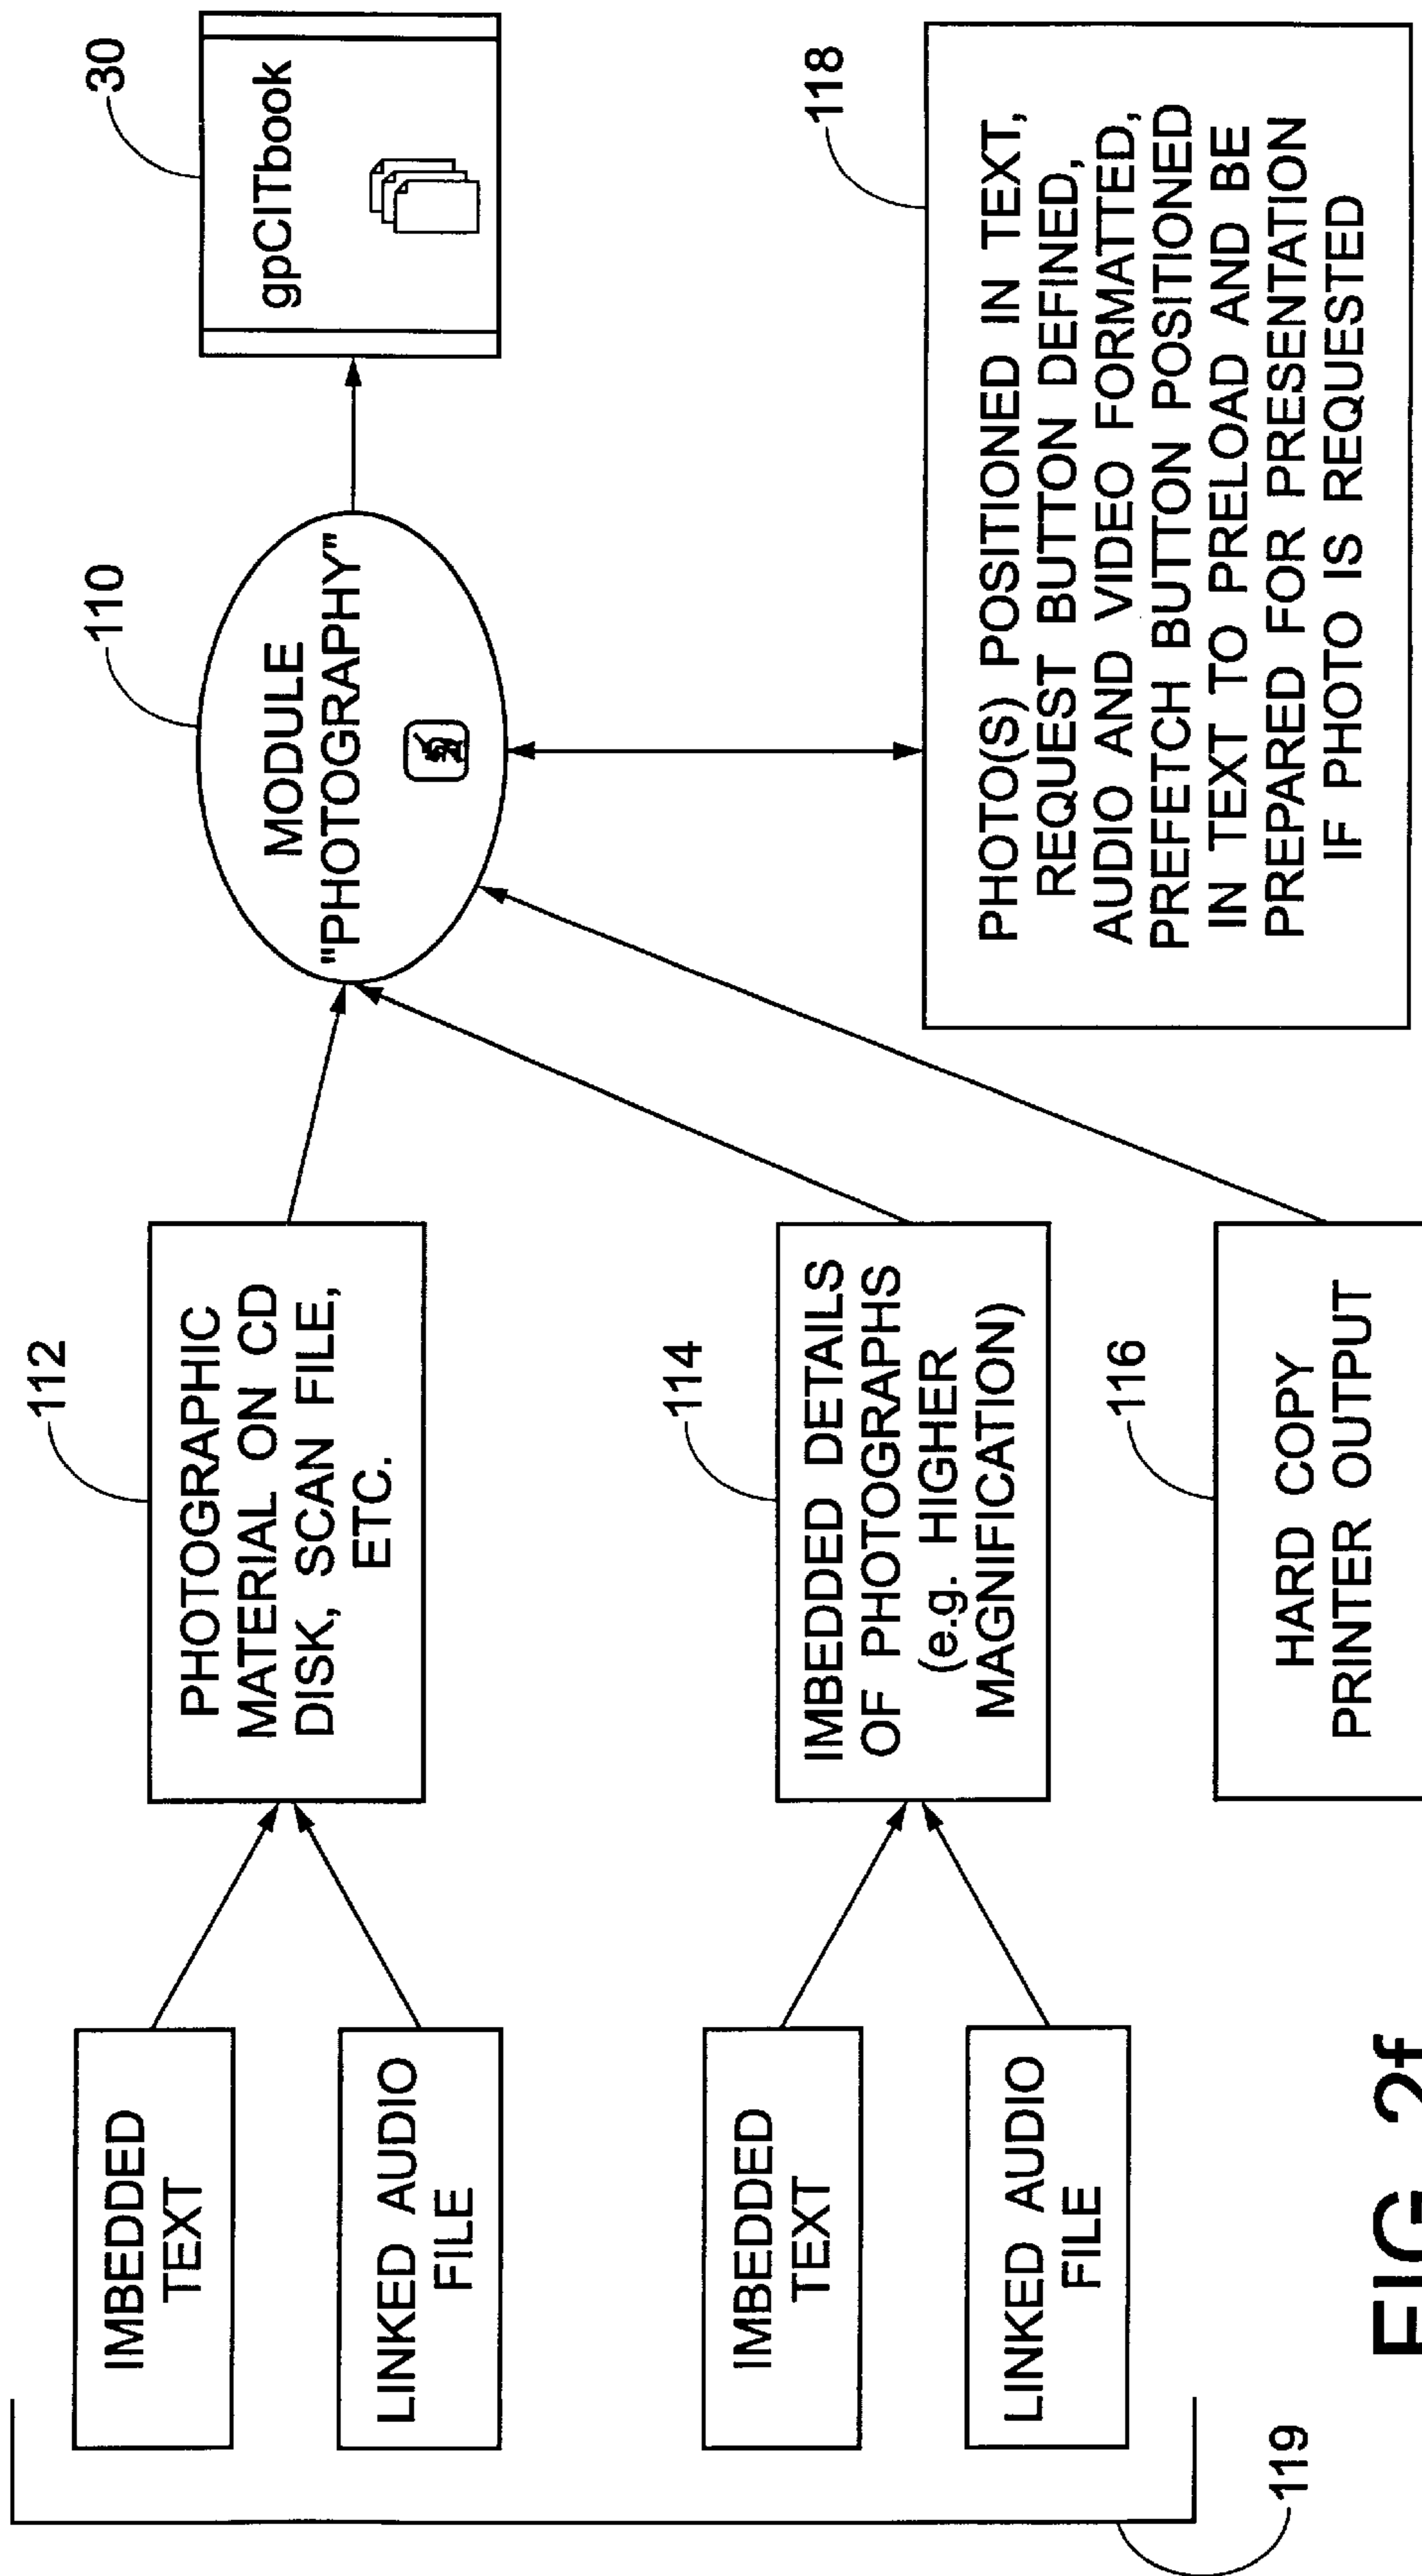 IMBEDDED
TEXT
LINKED AUDIO
FILE
IMBEDDED
TEXT
LINKED AUDIO
FILE
119
112
PHOTOGRAPHIC
MATERIAL ON CD
DISK, SCAN FILE,
ETC.
114
IMBEDDED DETAILS
OF PHOTOGRAPHS
(e.g. HIGHER
MAGNIFICATION)
116
HARD COPY
PRINTER OUTPUT
110
MODULE
"PHOTOGRAPHY"
30
gpCITbook
118
PHOTO(S) POSITIONED IN TEXT,
REQUEST BUTTON DEFINED,
AUDIO AND VIDEO FORMATTED,
PREFETCH BUTTON POSITIONED
IN TEXT TO PRELOAD AND BE
PREPARED FOR PRESENTATION
IF PHOTO IS REQUESTED
FIG. 2f